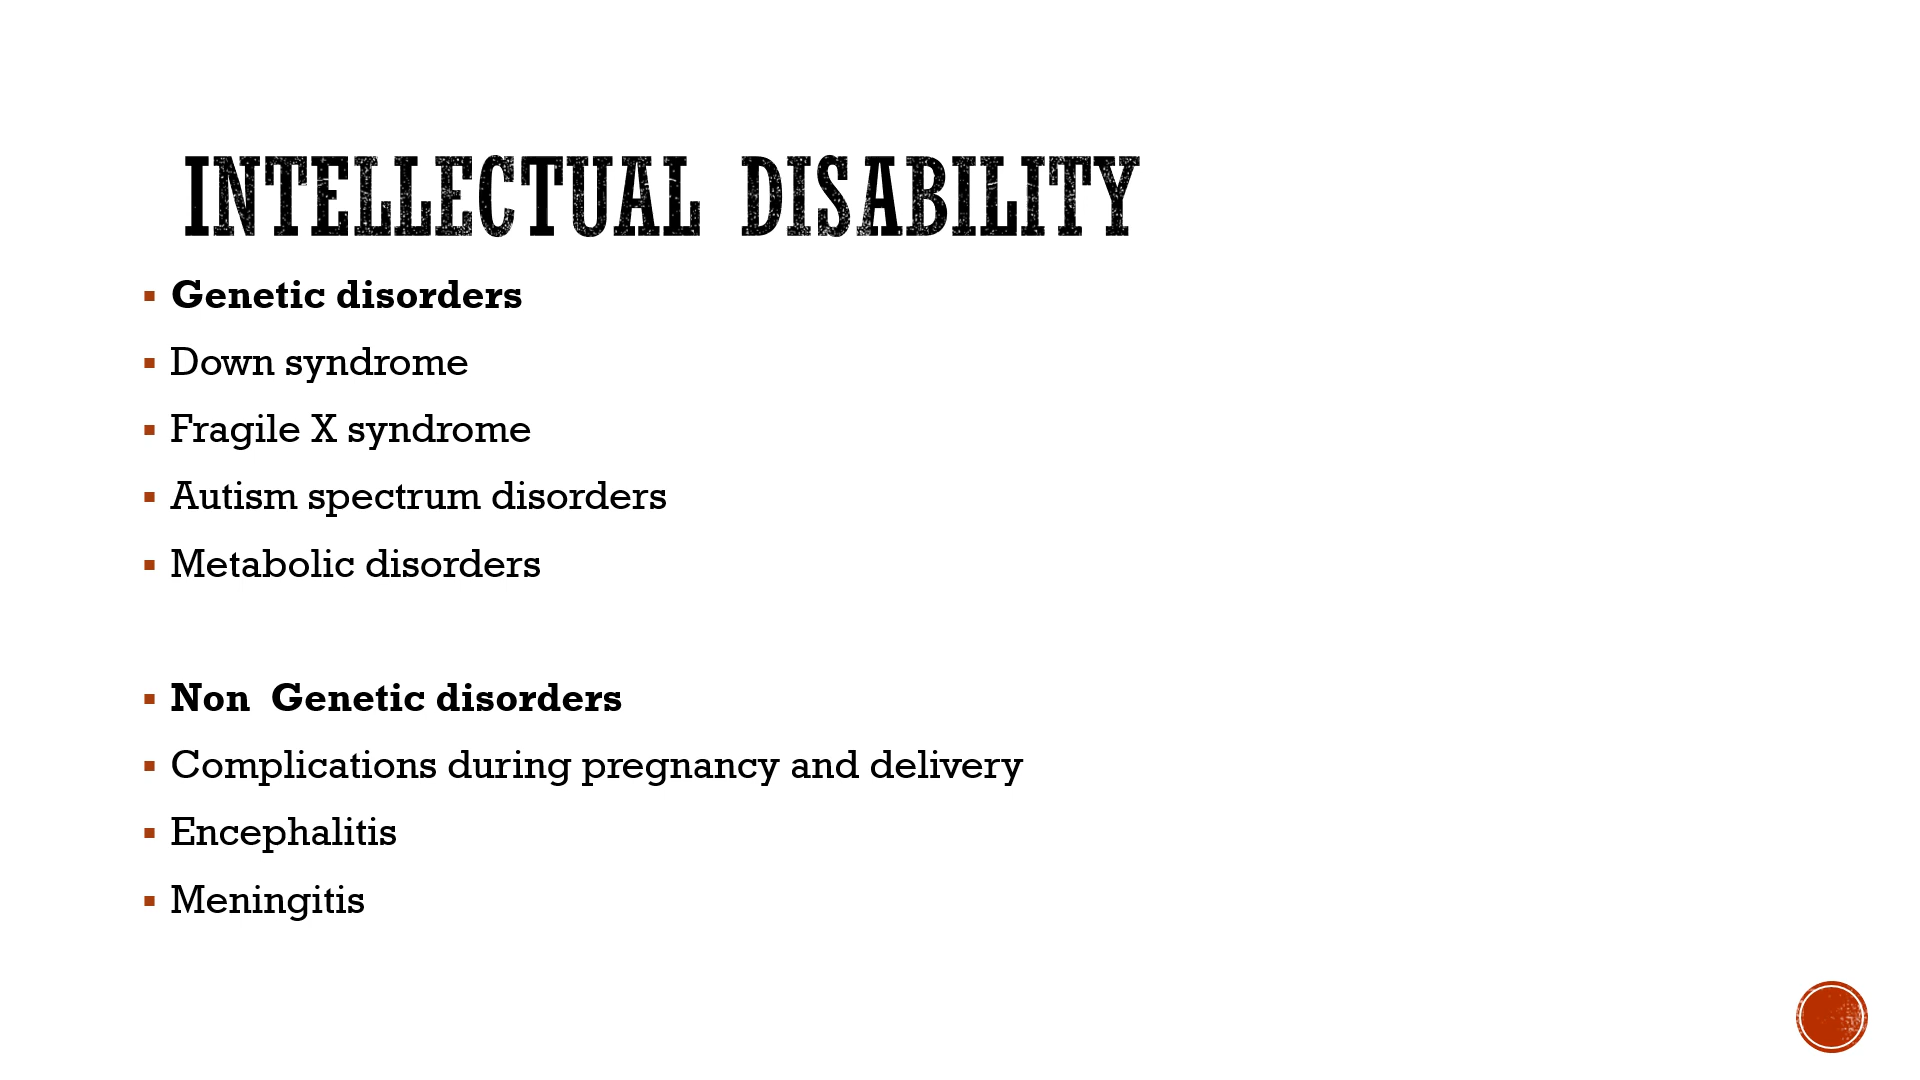 INTELLECTUAL DISABILITY
▪ Genetic disorders
▪ Down syndrome
▪ Fragile X syndrome
▪ Autism spectrum disorders
▪ Metabolic disorders
▪ Non  Genetic disorders
▪ Complications during pregnancy and delivery
▪ Encephalitis
▪ Meningitis